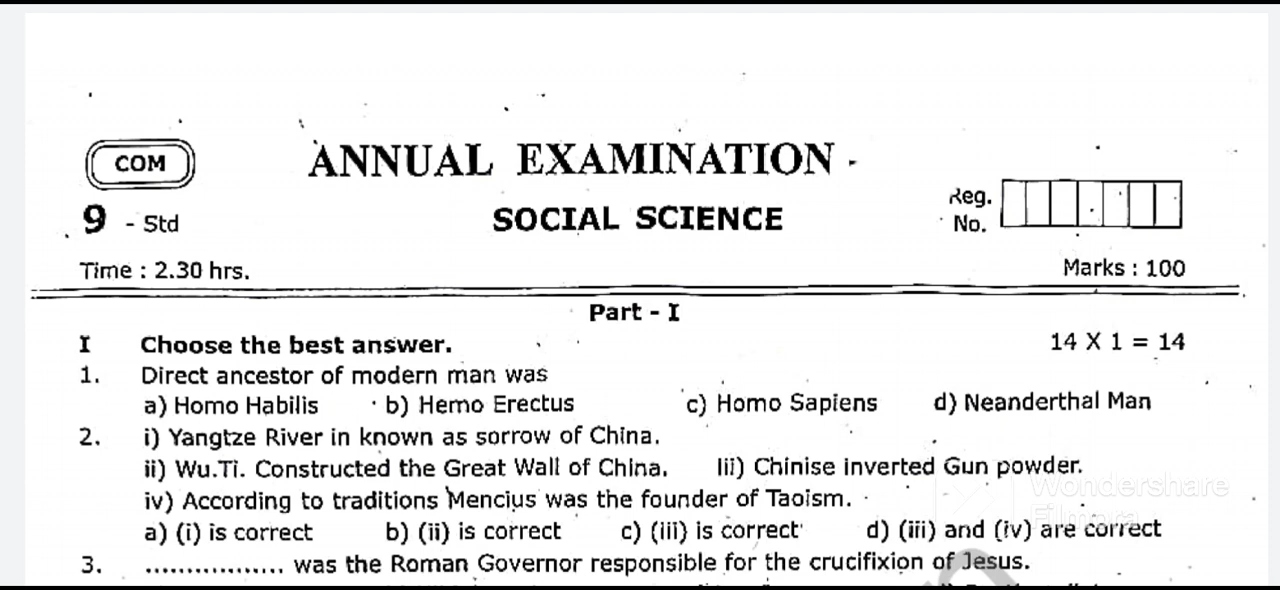 COM
ANNUAL EXAMINATION
9 - Std
SOCIAL SCIENCE
Reg. No.
Time : 2.30 hrs.
Marks : 100
Part - I
I Choose the best answer. 14 X 1 = 14
1. Direct ancestor of modern man was
a) Homo Habilis b) Hemo Erectus c) Homo Sapiens d) Neanderthal Man
2. i) Yangtze River in known as sorrow of China.
ii) Wu.Ti. Constructed the Great Wall of China. Iii) Chinise inverted Gun powder.
iv) According to traditions Mencius was the founder of Taoism.
a) (i) is correct b) (ii) is correct c) (iii) is correct d) (iii) and (iv) are correct
3. ................. was the Roman Governor responsible for the crucifixion of Jesus.
Wondershare
Filmora